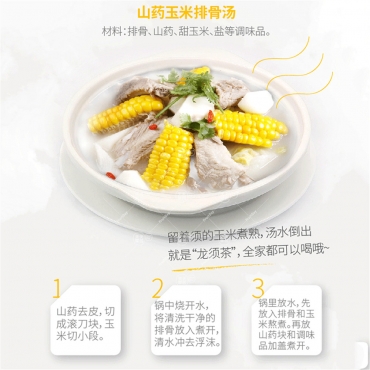 山药玉米排骨汤
材料：排骨、山药、甜玉米、盐等调味品。
留着须的玉米煮熟，汤水倒出
就是“龙须茶”，全家都可以喝哦~
1
山药去皮，切
成滚刀块，玉
米切小段。
2
锅中烧开水，
将清洗干净的
排骨放入煮开，
清水冲去浮沫。
3
锅里放水，先
放入排骨和玉
米熬煮。再放
山药块和调味
品加盖煮开。